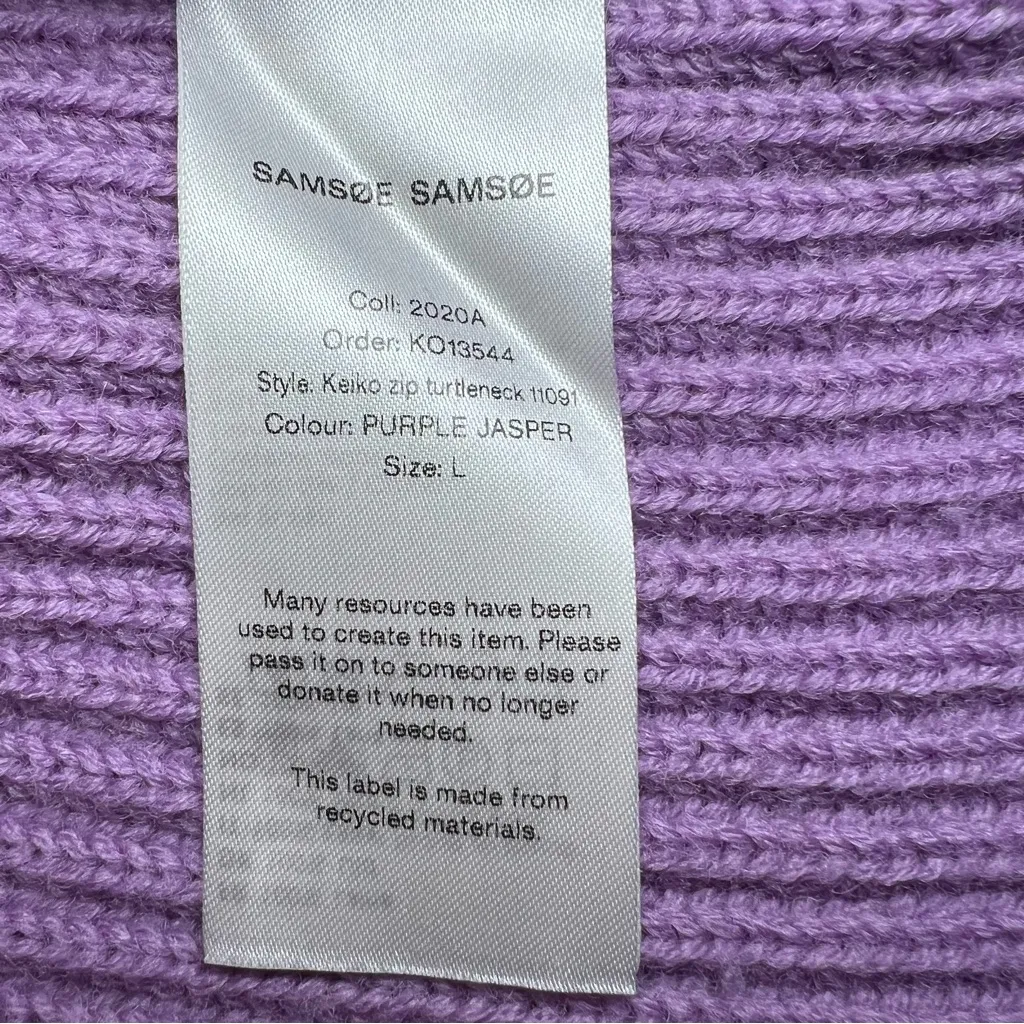 SAMSØE SAMSØE
Coll: 2020A
Order: KO13544
Style: Keiko zip turtleneck 11091
Colour: PURPLE JASPER
Size: L
Many resources have been
used to create this item. Please
pass it on to someone else or
donate it when no longer
needed.
This label is made from
recycled materials.